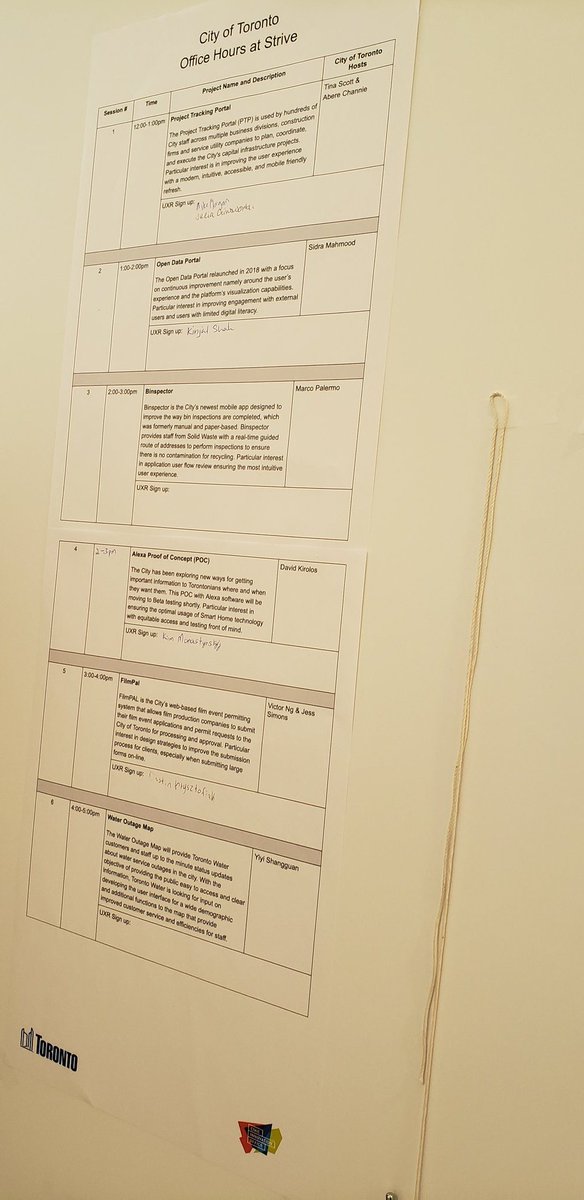 City of Toronto
Office Hours at Strive
Session #
Time
Project Name and Description
City of Toronto
Hosts
1
12:00-1:00pm
Project Tracking Portal
Tina Scott &
Abere Channie
The Project Tracking Portal (PTP) is used by hundreds of
City staff across multiple business divisions, construction
firms and service utility companies to plan, coordinate,
and execute the City's capital infrastructure projects.
Particular interest is in improving the user experience
with a modern, intuitive, accessible, and mobile friendly
refresh.
UXR Sign up:
2
1:00-2:00pm
Open Data Portal
Sidra Mahmood
The Open Data Portal relaunched in 2018 with a focus
on continuous improvement namely around the user's
experience and the platform's visualization capabilities.
Particular interest in improving engagement with external
users and users with limited digital literacy.
UXR Sign up: Kinjal Shah
3
2:00-3:00pm
Binspector
Marco Palermo
Binspector is the City's newest mobile app designed to
improve the way bin inspections are completed, which
was formerly manual and paper-based. Binspector
provides staff from Solid Waste with a real-time guided
route of addresses to perform inspections to ensure
there is no contamination for recycling. Particular interest
in application user flow review ensuring the most intuitive
user experience.
UXR Sign up:
4
2-3pm
Alexa Proof of Concept (POC)
David Kirolos
The City has been exploring new ways for getting
important information to Torontonians where and when
they want them. This POC with Alexa software will be
moving to Beta testing shortly. Particular interest in
ensuring the optimal usage of Smart Home technology
with equitable access and testing front of mind.
UXR Sign up: Kim Monastyrsky
5
3:00-4:00pm
FilmPal
Victor Ng & Jess
Simons
FilmPAL is the City's web-based film event permitting
system that allows film production companies to submit
their film event applications and permit requests to the
City of Toronto for processing and approval. Particular
interest in design strategies to improve the submission
process for clients, especially when submitting large
forms on-line.
UXR Sign up:
6
4:00-5:00pm
Water Outage Map
Yiyi Shangguan
The Water Outage Map will provide Toronto Water
customers and staff up to the minute status updates
about water service outages in the city. With the
objective of providing the public easy to access and clear
information, Toronto Water is looking for input on
developing the user interface for a wide demographic
and additional functions to the map that provide
improved customer service and efficiencies for staff.
UXR Sign up:
TORONTO